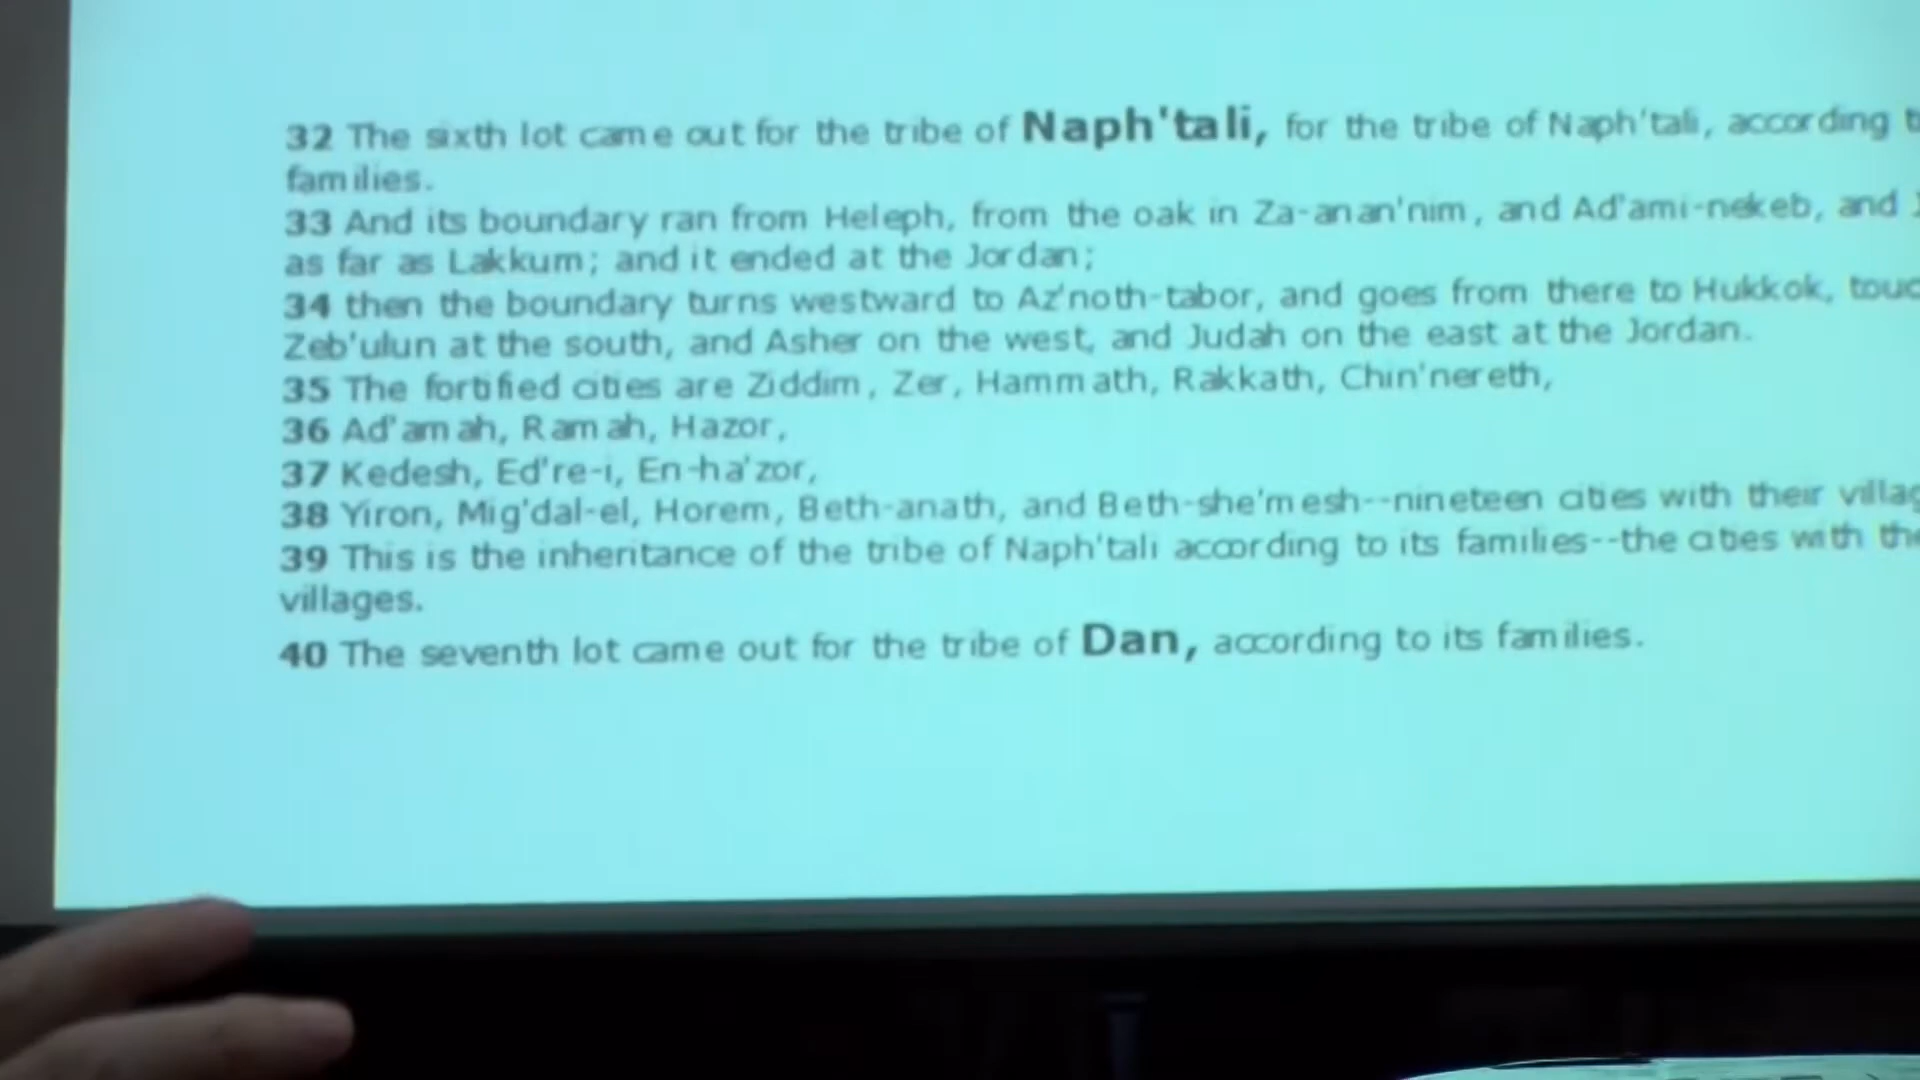 32 The sixth lot came out for the tribe of Naph'tali, for the tribe of Naph'tali, according
families.
33 And its boundary ran from Heleph, from the oak in Za-anan'nim, and Ad'ami-nekeb, and
as far as Lakkum; and it ended at the Jordan;
34 then the boundary turns westward to Az'noth-tabor, and goes from there to Hukkok,
Zeb'ulun at the south, and Asher on the west, and Judah on the east at the Jordan.
35 The fortified cities are Ziddim, Zer, Hammath, Rakkath, Chin'nereth,
36 Ad'amah, Ramah, Hazor,
37 Kedesh, Ed're-i, En-ha'zor,
38 Yiron, Mig'dal-el, Horem, Beth-anath, and Beth-she'mesh--nineteen cities with their
39 This is the inheritance of the tribe of Naph'tali according to its families--the cities with
villages.
40 The seventh lot came out for the tribe of Dan, according to its families.